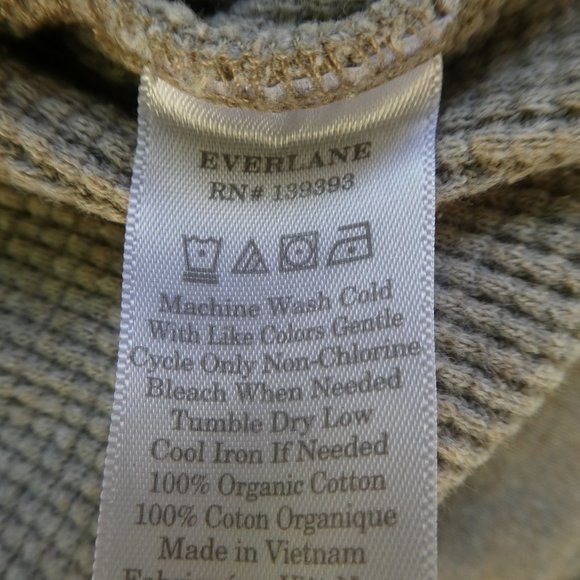 EVERLANE
RN# 139393
Machine Wash Cold
With Like Colors Gentle
Cycle Only Non-Chlorine
Bleach When Needed
Tumble Dry Low
Cool Iron If Needed
100% Organic Cotton
100% Coton Organique
Made in Vietnam